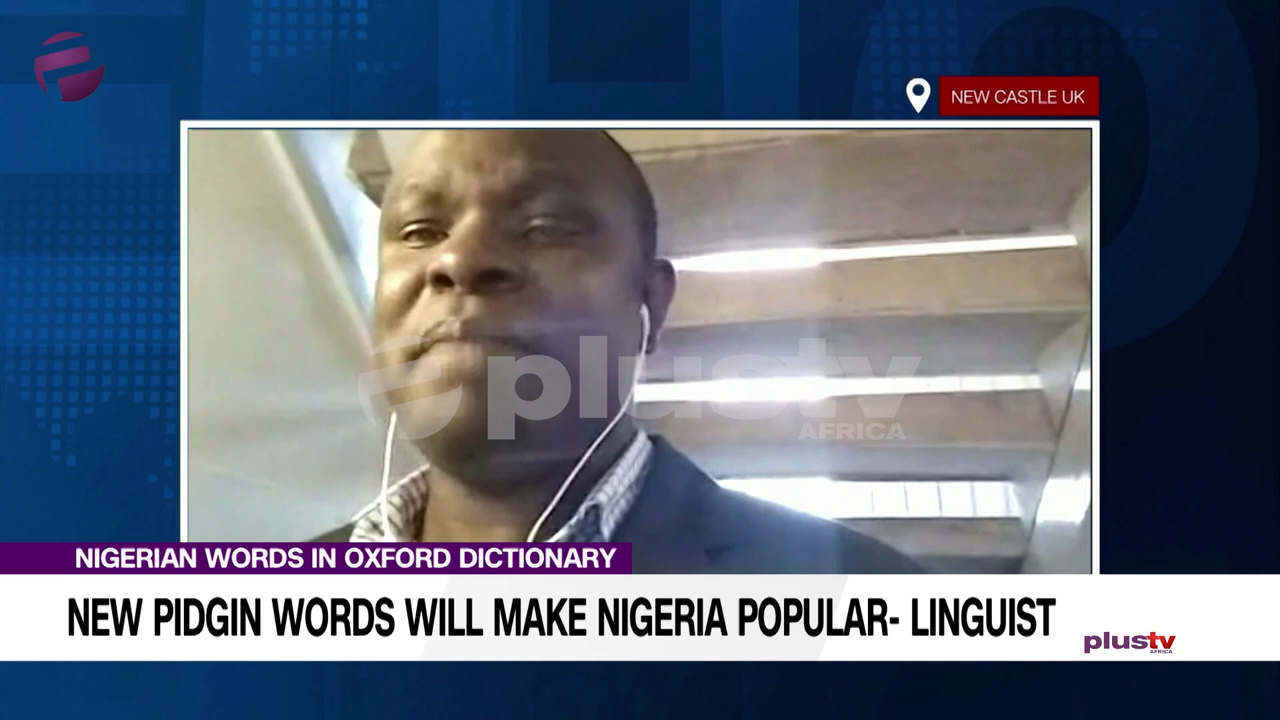 NEW CASTLE UK
plustv
AFRICA
NIGERIAN WORDS IN OXFORD DICTIONARY
NEW PIDGIN WORDS WILL MAKE NIGERIA POPULAR- LINGUIST
plustv
AFRICA